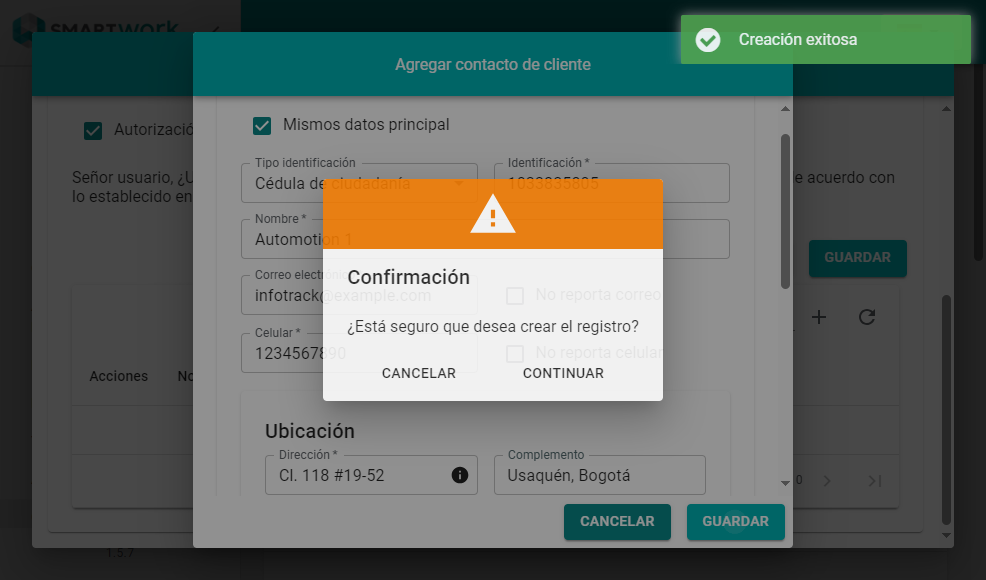 SMARTwork
Creación exitosa
Agregar contacto de cliente
Autorizació
Mismos datos principal
Señor usuario, ¿U
e acuerdo con
lo establecido en
Tipo identificación
Cédula de ciudadanía
Identificación *
1033835805
Nombre *
Automotion 1
GUARDAR
Confirmación
Correo electrónico
infotrack@example.com
No reporta correo
¿Está seguro que desea crear el registro?
Celular *
1234567890
No reporta celular
CANCELAR
CONTINUAR
Acciones
No
Ubicación
Dirección *
Cl. 118 #19-52
Complemento
Usaquén, Bogotá
0
CANCELAR
GUARDAR
1.5.7